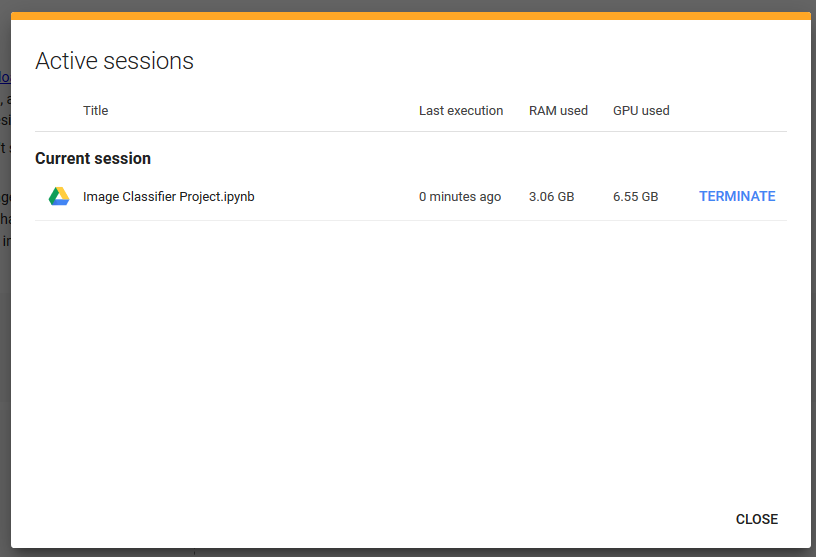 Active sessions
Title Last execution RAM used GPU used
Current session
Image Classifier Project.ipynb 0 minutes ago 3.06 GB 6.55 GB TERMINATE
CLOSE